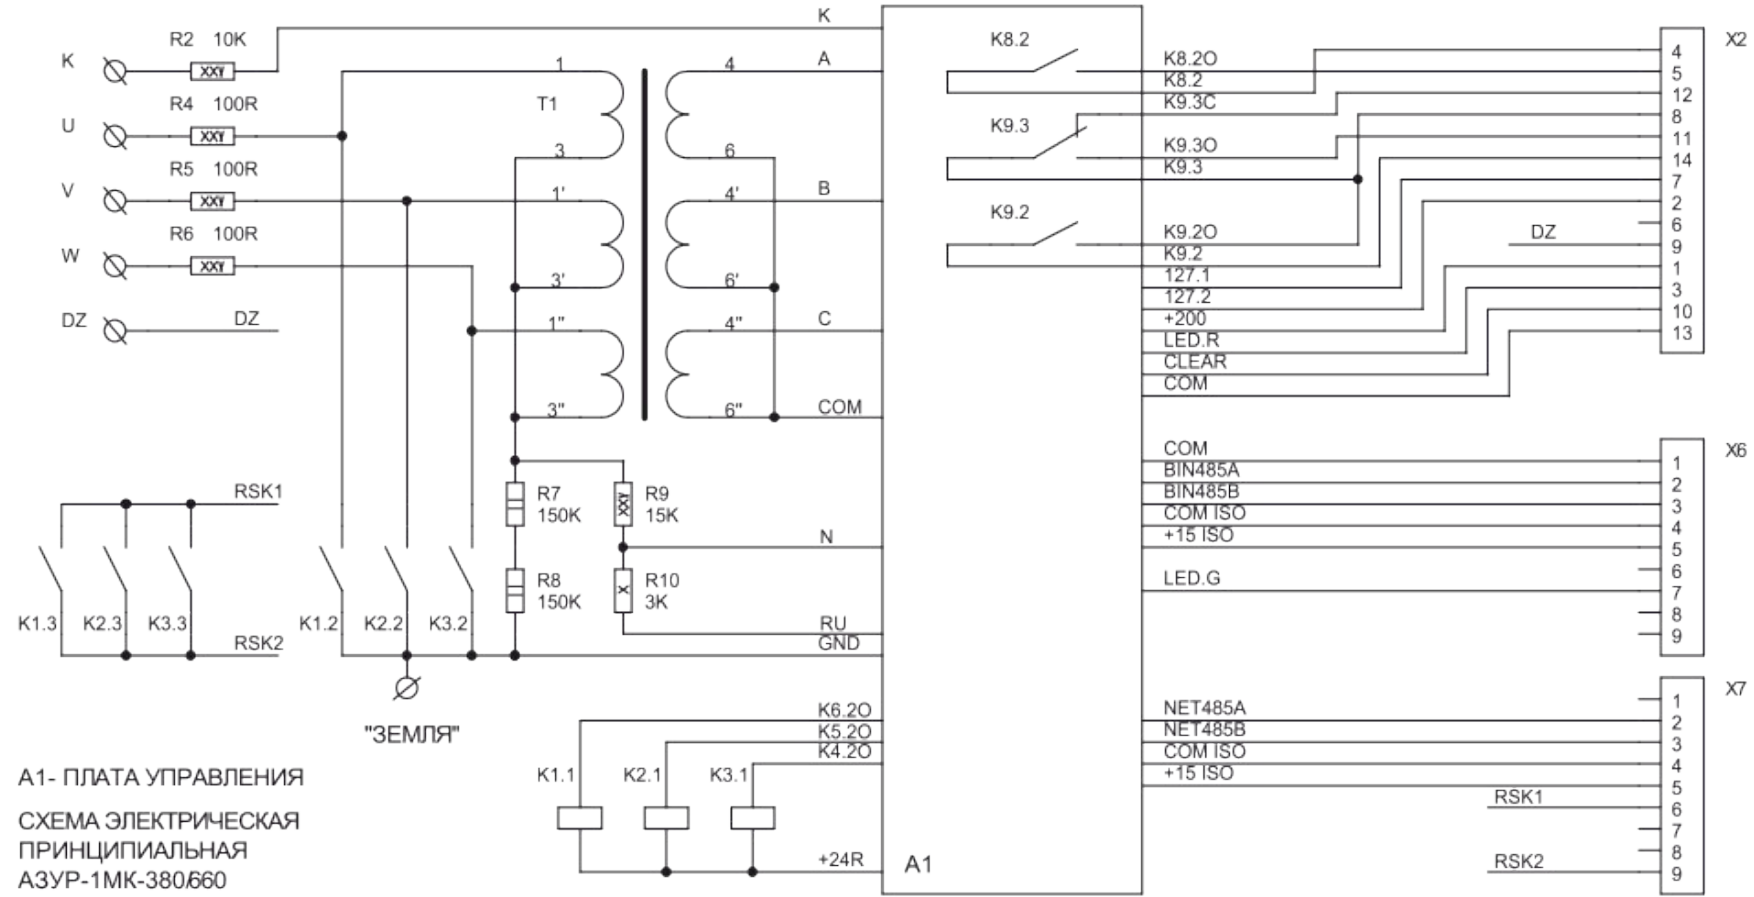 K
R2 10K
K
U
R4 100R
V
R5 100R
W
R6 100R
DZ
DZ
1
T1
3
1'
3'
1"
3"
4
A
6
4'
B
6'
4"
C
6"
COM
RSK1
K1.3
K2.3
K3.3
RSK2
K1.2
K2.2
K3.2
R7
150K
R8
150K
R9
15K
R10
3K
N
RU
GND
"ЗЕМЛЯ"
K6.2O
K5.2O
K4.2O
K1.1
K2.1
K3.1
+24R
A1
А1- ПЛАТА УПРАВЛЕНИЯ
СХЕМА ЭЛЕКТРИЧЕСКАЯ
ПРИНЦИПИАЛЬНАЯ
АЗУР-1МК-380/660
K8.2
K9.3
K9.2
K8.2O
K8.2
K9.3C
K9.3O
K9.3
K9.2O
K9.2
127.1
127.2
+200
LED.R
CLEAR
COM
DZ
X2
4
5
12
8
11
14
7
2
6
9
1
3
10
13
COM
BIN485A
BIN485B
COM ISO
+15 ISO
LED.G
X6
1
2
3
4
5
6
7
8
9
NET485A
NET485B
COM ISO
+15 ISO
RSK1
RSK2
X7
1
2
3
4
5
6
7
8
9